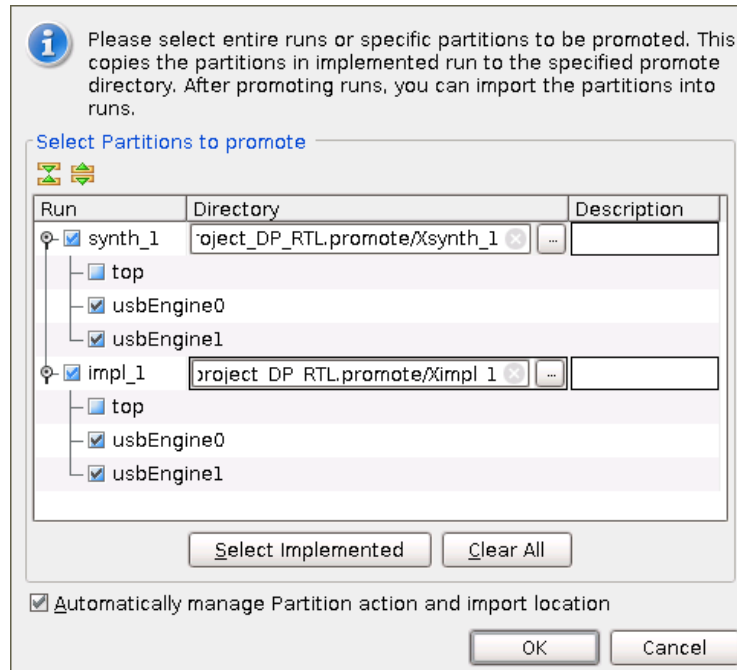 Please select entire runs or specific partitions to be promoted. This
copies the partitions in implemented run to the specified promote
directory. After promoting runs, you can import the partitions into
runs.
Select Partitions to promote
Run Directory Description
synth_1 roject_DP_RTL.promote/Xsynth_1 ...
top
usbEngine0
usbEngine1
impl_1 project_DP_RTL.promote/Ximpl_1 ...
top
usbEngine0
usbEngine1
Select Implemented Clear All
Automatically manage Partition action and import location
OK Cancel